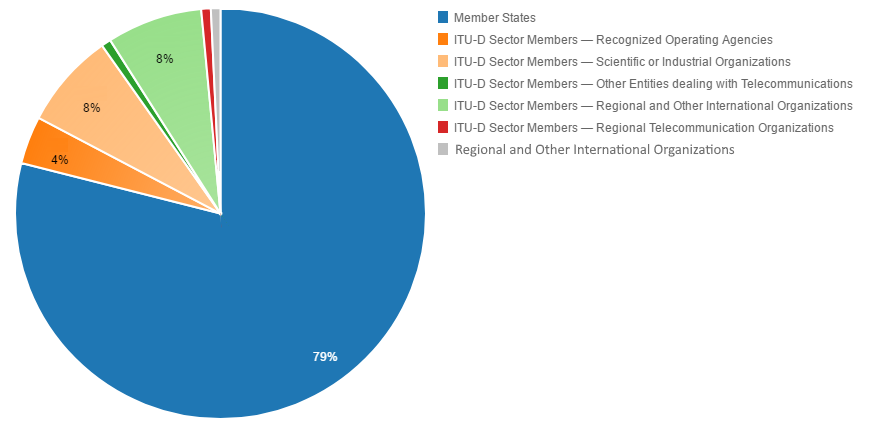 Member States
ITU-D Sector Members — Recognized Operating Agencies
8%
ITU-D Sector Members — Scientific or Industrial Organizations
ITU-D Sector Members — Other Entities dealing with Telecommunications
8%
ITU-D Sector Members — Regional and Other International Organizations
ITU-D Sector Members — Regional Telecommunication Organizations
Regional and Other International Organizations
4%
79%